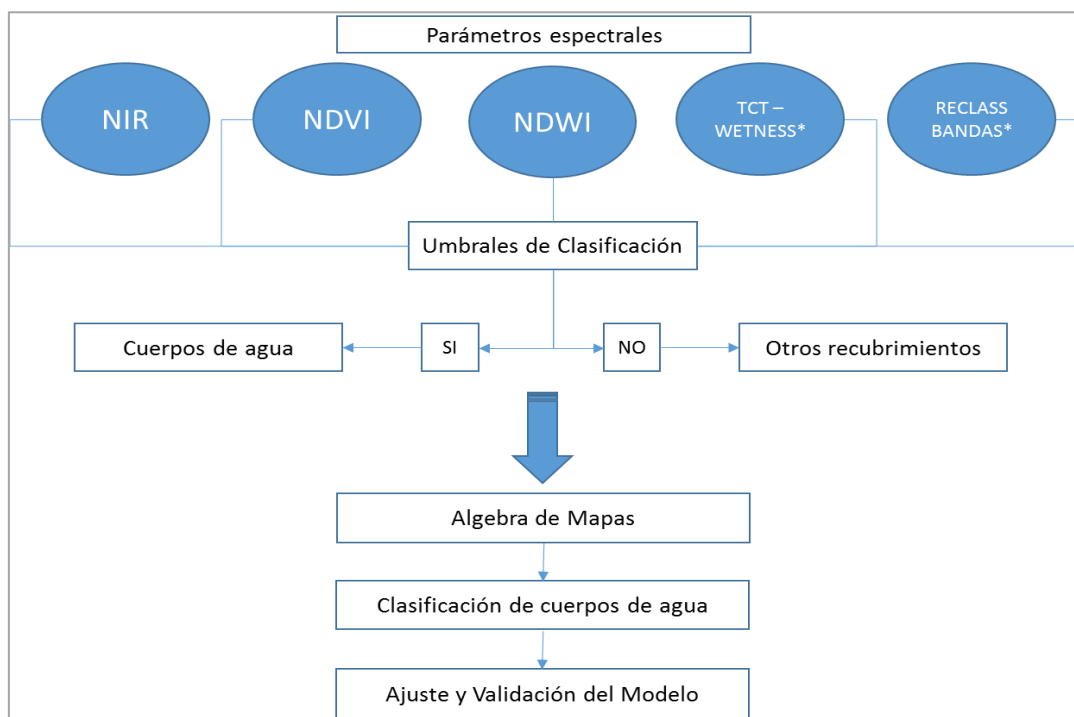 Parámetros espectrales
NIR
NDVI
NDWI
TCT –
WETNESS*
RECLASS
BANDAS*
Umbrales de Clasificación
Cuerpos de agua
SI
NO
Otros recubrimientos
Algebra de Mapas
Clasificación de cuerpos de agua
Ajuste y Validación del Modelo